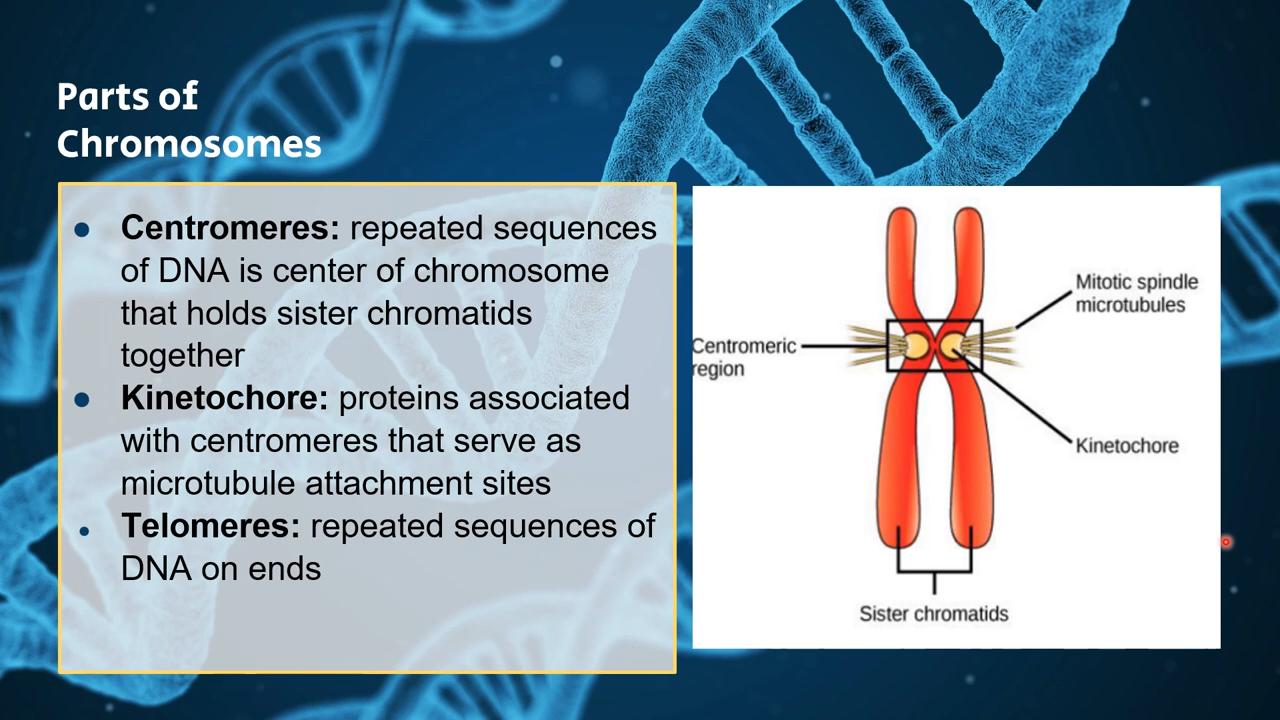 Parts of
Chromosomes
● Centromeres: repeated sequences
of DNA is center of chromosome
that holds sister chromatids
together
● Kinetochore: proteins associated
with centromeres that serve as
microtubule attachment sites
● Telomeres: repeated sequences of
DNA on ends
Mitotic spindle
microtubules
Centromeric
region
Kinetochore
Sister chromatids